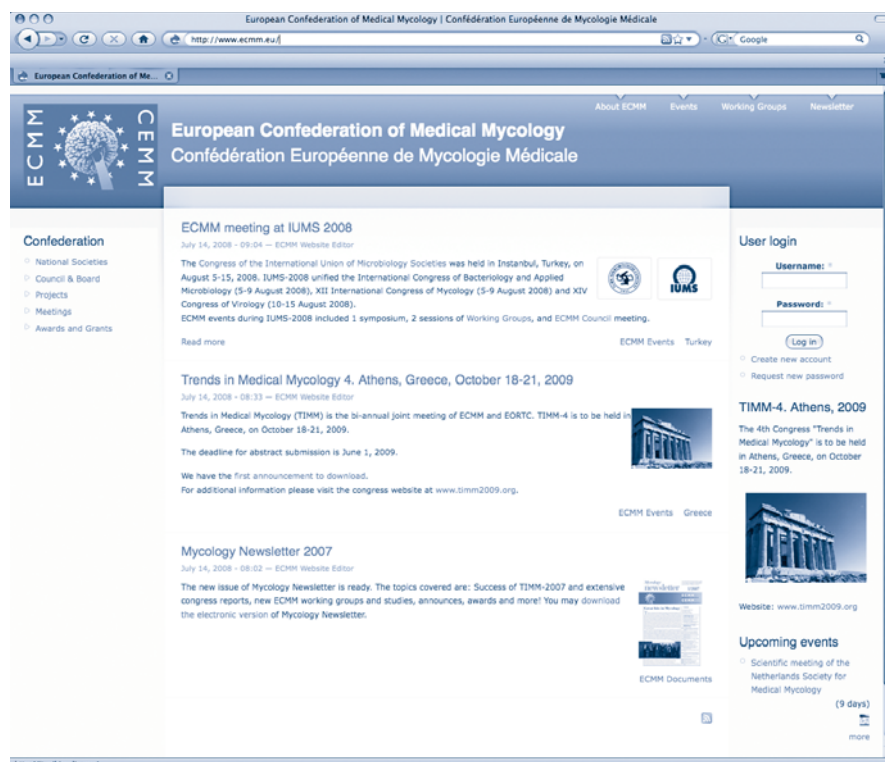 European Confederation of Medical Mycology | Confédération Européenne de Mycologie Médicale
http://www.ecmm.eu/
Google
European Confederation of Me...
About ECMM Events Working Groups Newsletter
ECMM
CEMM
European Confederation of Medical Mycology
Confédération Européenne de Mycologie Médicale
Confederation
National Societies
Council & Board
Projects
Meetings
Awards and Grants
ECMM meeting at IUMS 2008
July 14, 2008 - 09:04 — ECMM Website Editor
The Congress of the International Union of Microbiology Societies was held in Instanbul, Turkey, on
August 5-15, 2008. IUMS-2008 unified the International Congress of Bacteriology and Applied
Microbiology (5-9 August 2008), XII International Congress of Mycology (5-9 August 2008) and XIV
Congress of Virology (10-15 August 2008).
ECMM events during IUMS-2008 included 1 symposium, 2 sessions of Working Groups, and ECMM Council meeting.
IUMS
Read more
ECMM Events Turkey
Trends in Medical Mycology 4. Athens, Greece, October 18-21, 2009
July 14, 2008 - 08:33 — ECMM Website Editor
Trends in Medical Mycology (TIMM) is the bi-annual joint meeting of ECMM and EORTC. TIMM-4 is to be held in
Athens, Greece, on October 18-21, 2009.
The deadline for abstract submission is June 1, 2009.
We have the first announcement to download.
For additional information please visit the congress website at www.timm2009.org.
ECMM Events Greece
Mycology Newsletter 2007
July 14, 2008 - 08:02 — ECMM Website Editor
The new issue of Mycology Newsletter is ready. The topics covered are: Success of TIMM-2007 and extensive
congress reports, new ECMM working groups and studies, announces, awards and more! You may download
the electronic version of Mycology Newsletter.
newsletter
ECMM Documents
User login
Username: *
Password: *
Log in
Create new account
Request new password
TIMM-4. Athens, 2009
The 4th Congress "Trends in
Medical Mycology" is to be held
in Athens, Greece, on October
18-21, 2009.
Website: www.timm2009.org
Upcoming events
Scientific meeting of the
Netherlands Society for
Medical Mycology
(9 days)
more